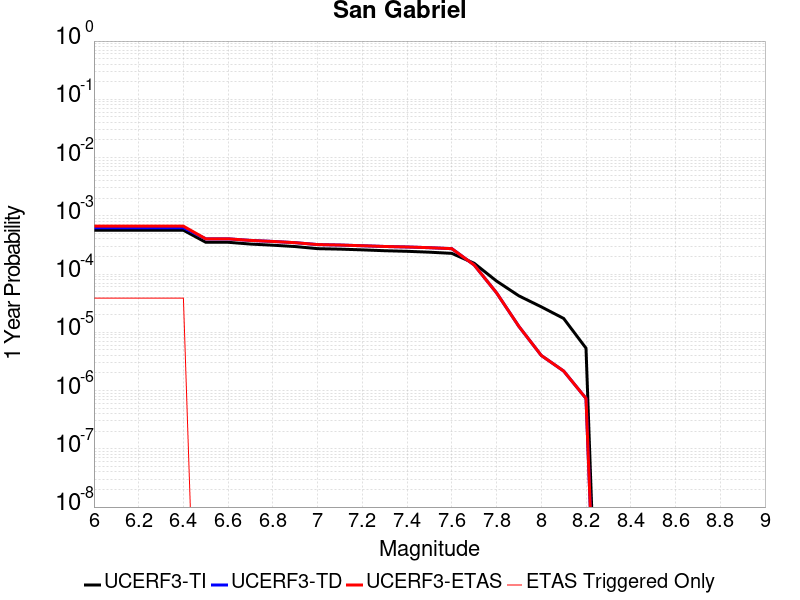 San Gabriel
10^0
10^-1
10^-2
10^-3
10^-4
10^-5
10^-6
10^-7
10^-8
1 Year Probability
6 6.2 6.4 6.6 6.8 7 7.2 7.4 7.6 7.8 8 8.2 8.4 8.6 8.8 9
Magnitude
UCERF3-TI UCERF3-TD UCERF3-ETAS ETAS Triggered Only